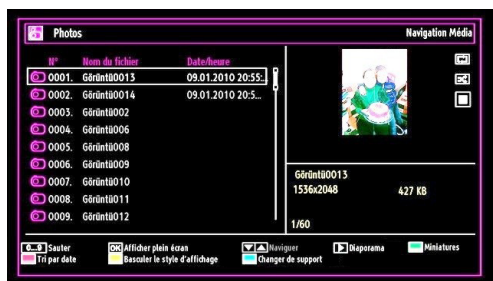 Photos Navigation Média
N° Nom du fichier Date/heure
0001. Görüntü0013 09.01.2010 20:55:..
0002. Görüntü0014 09.01.2010 20:5...
0003. Görüntü002
0004. Görüntü006
0005. Görüntü008
0006. Görüntü009
0007. Görüntü010
0008. Görüntü011
0009. Görüntü012
Görüntü0013
1536x2048 427 KB
1/60
0...9 Sauter OK Afficher plein écran Naviguer Diaporama Miniatures
Tri par date Basculer le style d'affichage Changer de support